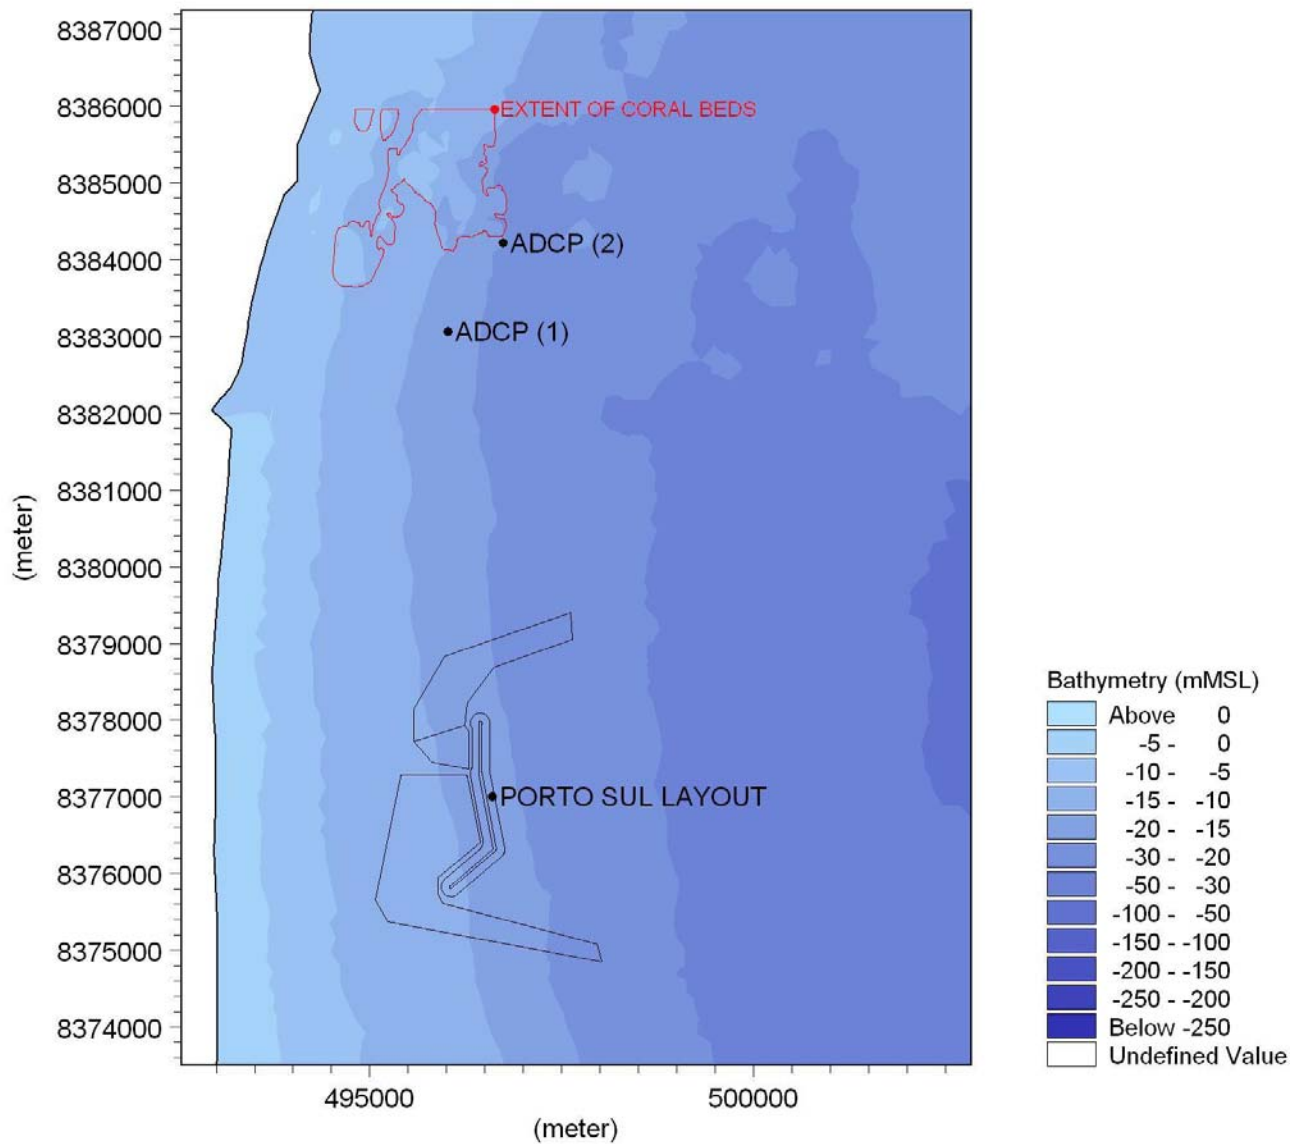 8387000
8386000
8385000
8384000
8383000
8382000
8381000
8380000
8379000
8378000
8377000
8376000
8375000
8374000
(meter)
EXTENT OF CORAL BEDS
ADCP (2)
ADCP (1)
PORTO SUL LAYOUT
495000
500000
(meter)
Bathymetry (mMSL)
Above 0
-5 - 0
-10 - -5
-15 - -10
-20 - -15
-30 - -20
-50 - -30
-100 - -50
-150 - -100
-200 - -150
-250 - -200
Below -250
Undefined Value